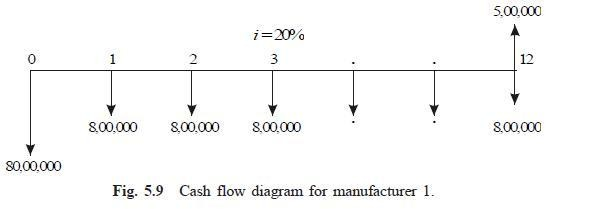 5,00,000
i=20%
0 1 2 3 . . 12
8,00,000 8,00,000 8,00,000 . . 8,00,000
80,00,000
Fig. 5.9 Cash flow diagram for manufacturer 1.